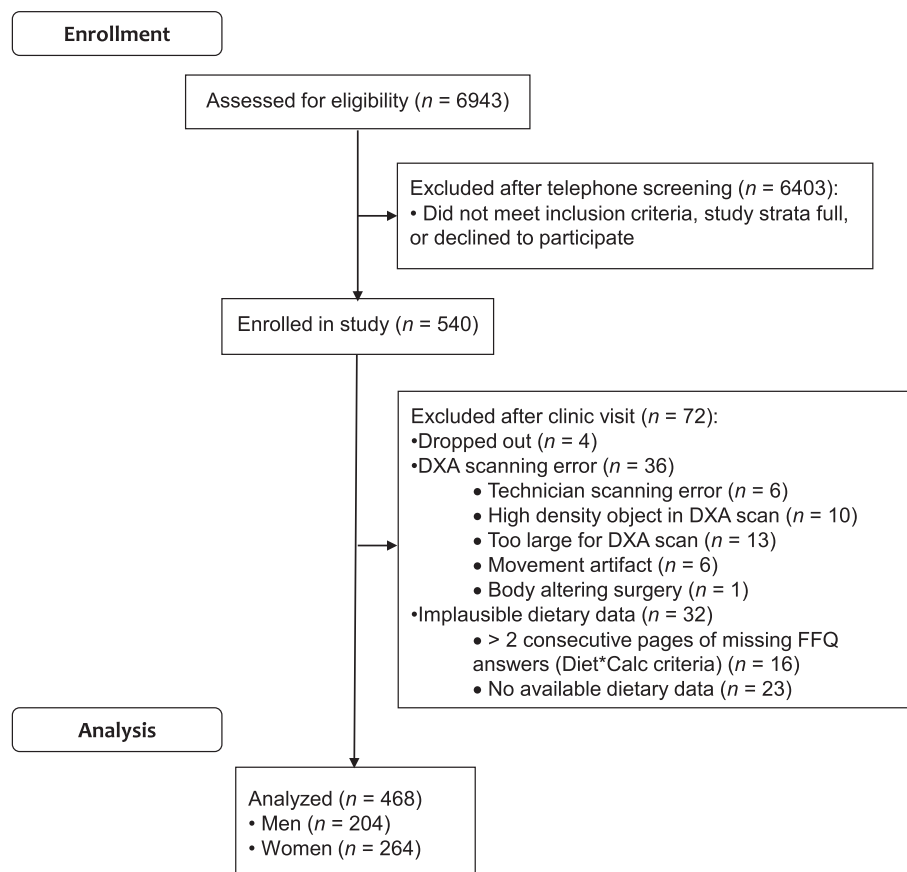 Enrollment
Assessed for eligibility (n = 6943)
Excluded after telephone screening (n = 6403):
• Did not meet inclusion criteria, study strata full,
or declined to participate
Enrolled in study (n = 540)
Excluded after clinic visit (n = 72):
•Dropped out (n = 4)
•DXA scanning error (n = 36)
• Technician scanning error (n = 6)
• High density object in DXA scan (n = 10)
• Too large for DXA scan (n = 13)
• Movement artifact (n = 6)
• Body altering surgery (n = 1)
•Implausible dietary data (n = 32)
• > 2 consecutive pages of missing FFQ
answers (Diet*Calc criteria) (n = 16)
• No available dietary data (n = 23)
Analysis
Analyzed (n = 468)
• Men (n = 204)
• Women (n = 264)